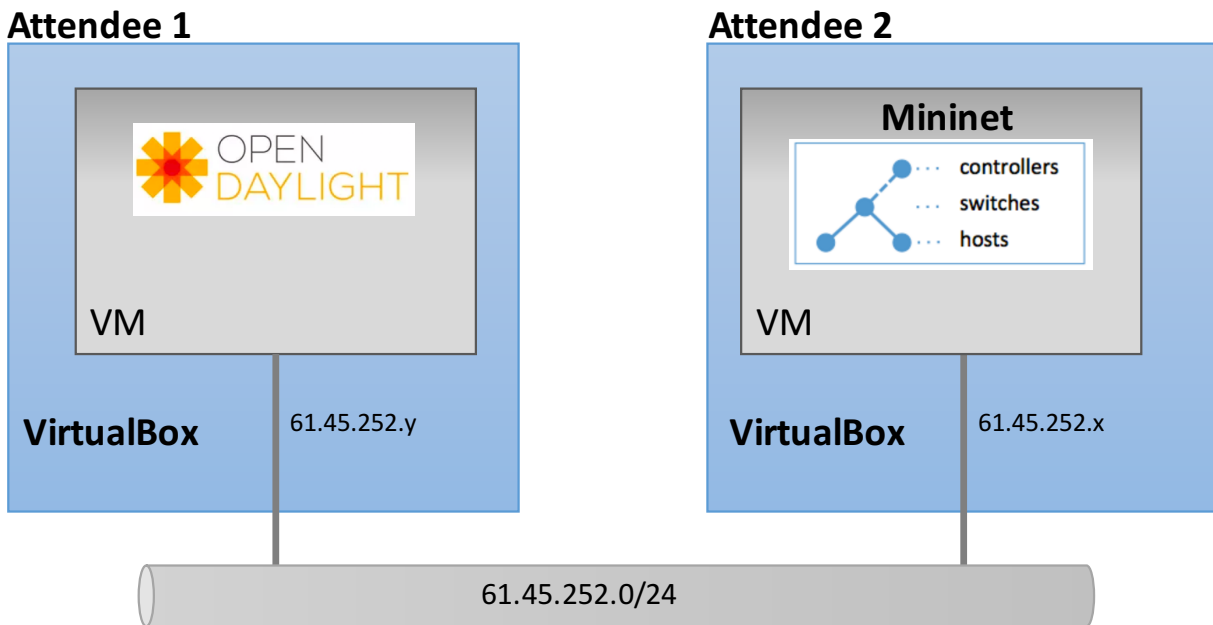 Attendee 1
OPEN
DAYLIGHT
VM
VirtualBox
61.45.252.y
Attendee 2
Mininet
... controllers
... switches
... hosts
VM
VirtualBox
61.45.252.x
61.45.252.0/24